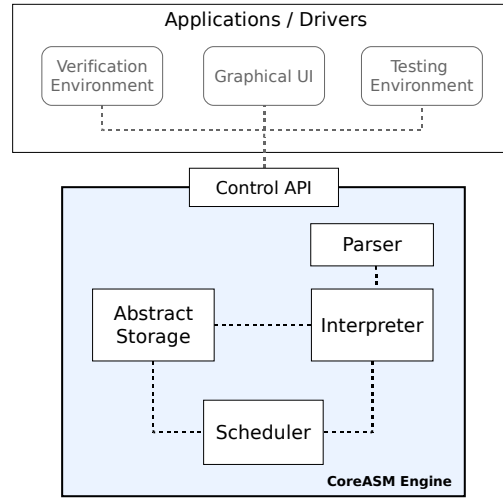 Applications / Drivers
Verification
Environment
Graphical UI
Testing
Environment
Control API
Parser
Abstract
Storage
Interpreter
Scheduler
CoreASM Engine